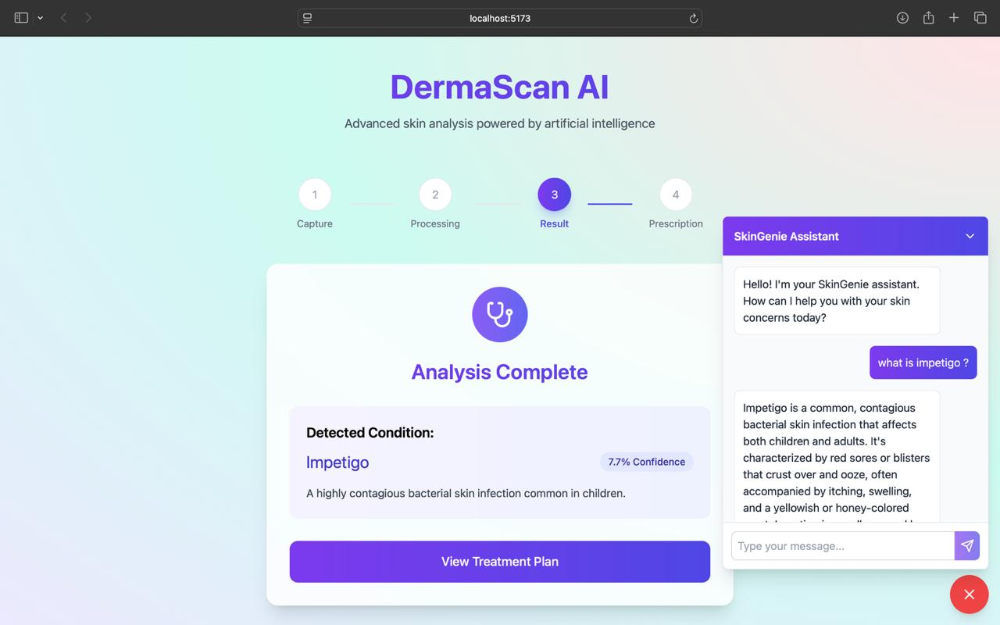 localhost:5173
DermaScan AI
Advanced skin analysis powered by artificial intelligence
1
Capture
2
Processing
3
Result
4
Prescription
Analysis Complete
Detected Condition:
Impetigo
7.7% Confidence
A highly contagious bacterial skin infection common in children.
View Treatment Plan
SkinGenie Assistant
Hello! I'm your SkinGenie assistant.
How can I help you with your skin
concerns today?
what is impetigo ?
Impetigo is a common, contagious
bacterial skin infection that affects
both children and adults. It's
characterized by red sores or blisters
that crust over and ooze, often
accompanied by itching, swelling,
and a yellowish or honey-colored
Type your message...